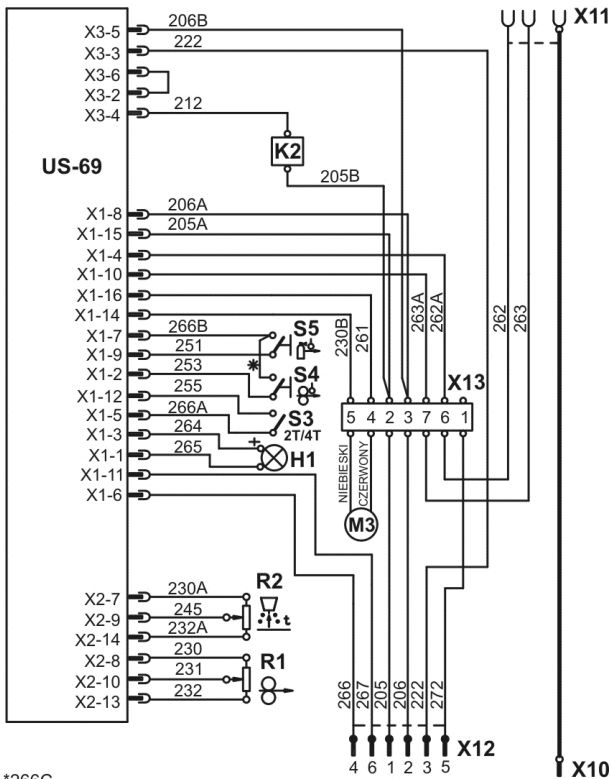 X3-5 206B
X3-3 222
X3-6
X3-2
X3-4 212
US-69
K2
205B
X1-8 206A
X1-15 205A
X1-4
X1-10
X1-16
X1-14
X1-7 266B
X1-9 251
X1-2 253
X1-12 255
X1-5 266A
X1-3 264
X1-1 265
X1-11
X1-6
S5
*
S4
S3
2T/4T
+
H1
230B
261
263A
262A
262
263
X11
X13
5 4 2 3 7 6 1
NIEBIESKI
CZERWONY
M3
X2-7 230A
X2-9 245
X2-14 232A
X2-8 230
X2-10 231
X2-13 232
R2
t
R1
266
267
205
206
222
272
X12
4 6 1 2 3 5
X10
*266C